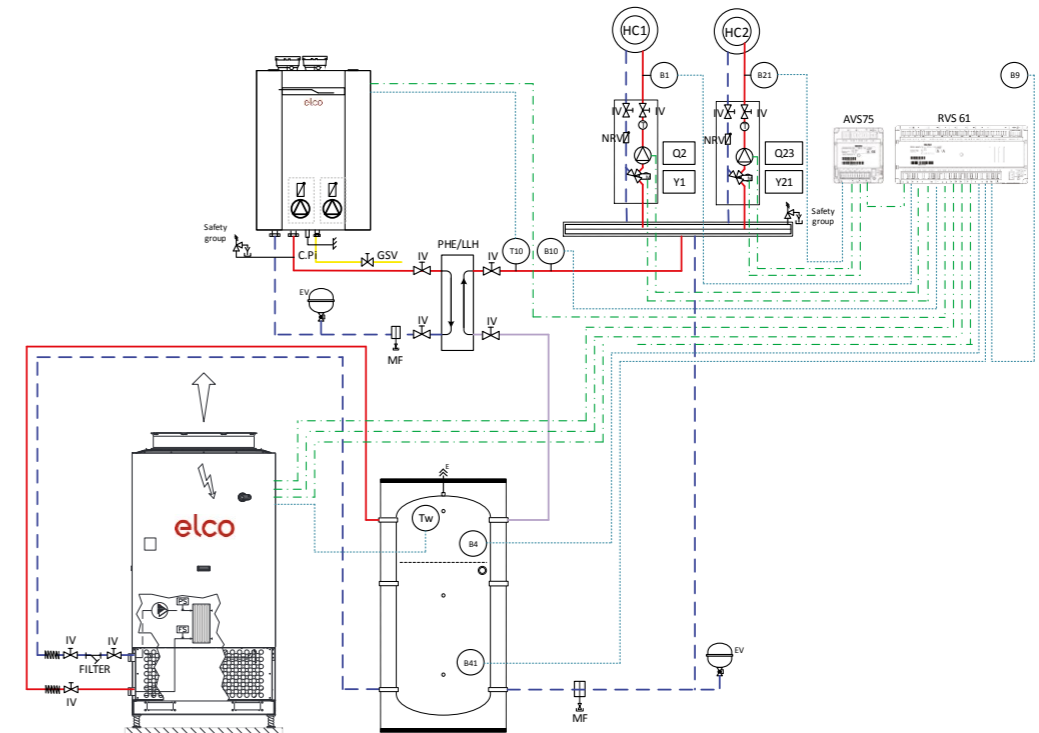 HC1
HC2
B1
B21
B9
elco
IV
IV
IV
IV
AVS75
RVS 61
NRV
NRV
Q2
Q23
Y1
Y21
Safety
group
Safety
group
C.Pi
GSV
PHE/LLH
IV
IV
T10
B10
EV
IV
IV
MF
E
elco
Tw
B4
PS
FS
IV
IV
FILTER
IV
B41
EV
MF